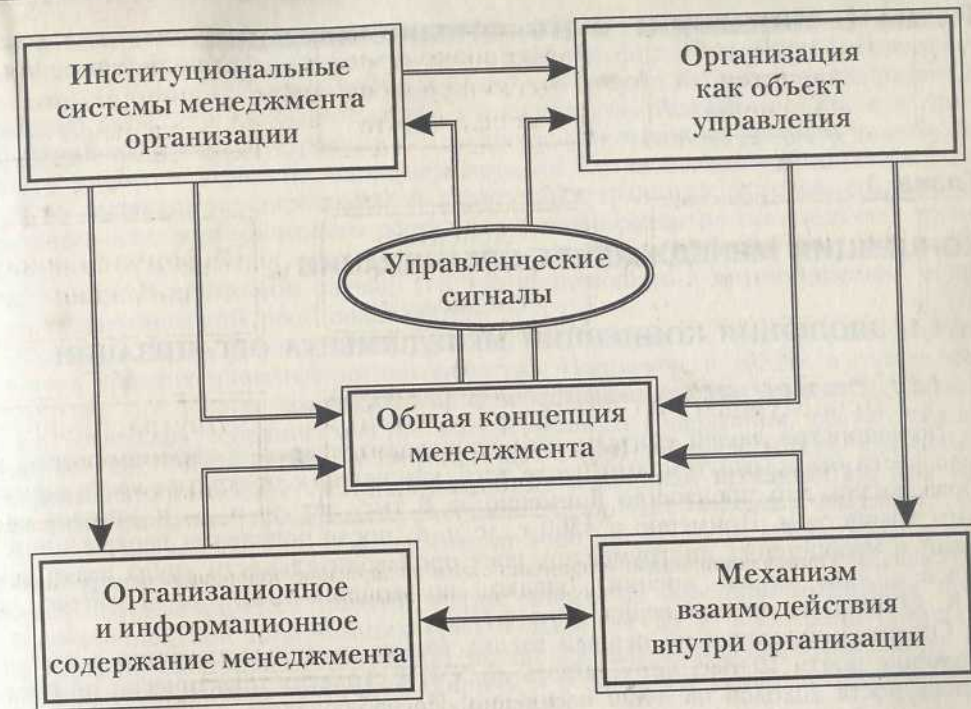 Институциональные
системы менеджмента
организации
Организация
как объект
управления
Управленческие
сигналы
Общая концепция
менеджмента
Организационное
и информационное
содержание менеджмента
Механизм
взаимодействия
внутри организации